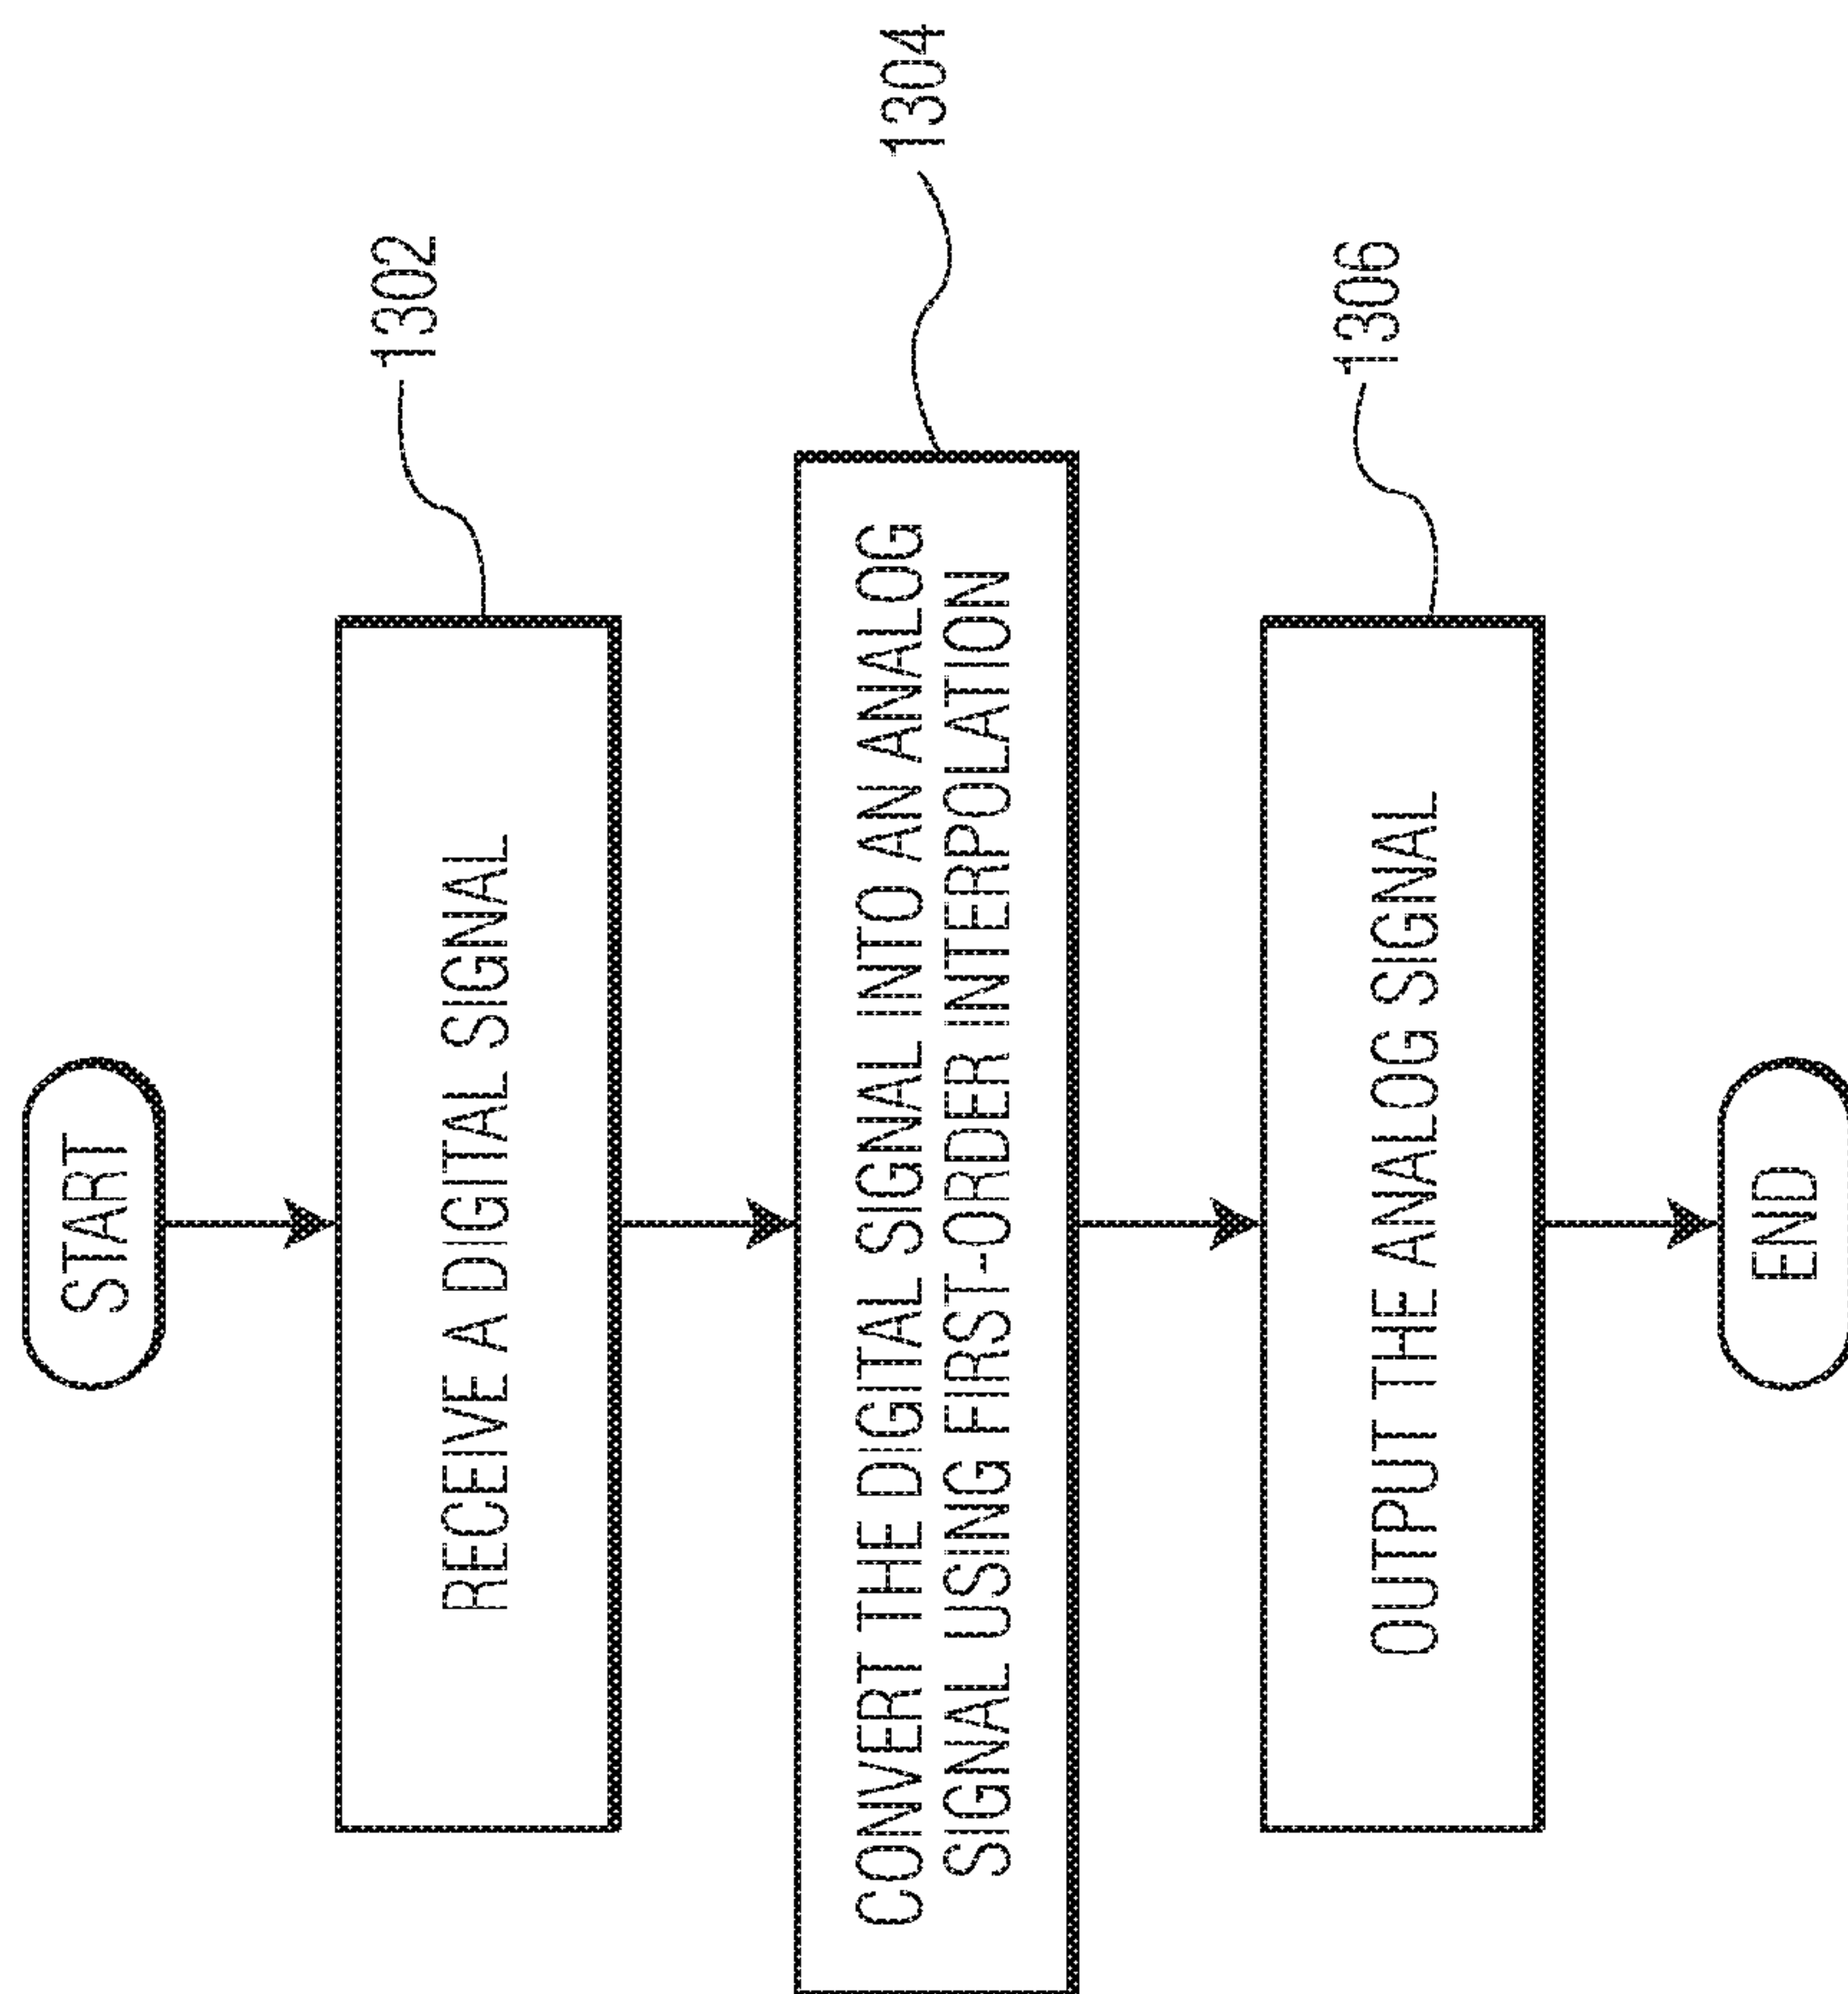 START
RECEIVE A DIGITAL SIGNAL
1302
CONVERT THE DIGITAL SIGNAL INTO AN ANALOG
SIGNAL USING FIRST-ORDER INTERPOLATION
1304
OUTPUT THE ANALOG SIGNAL
1306
END